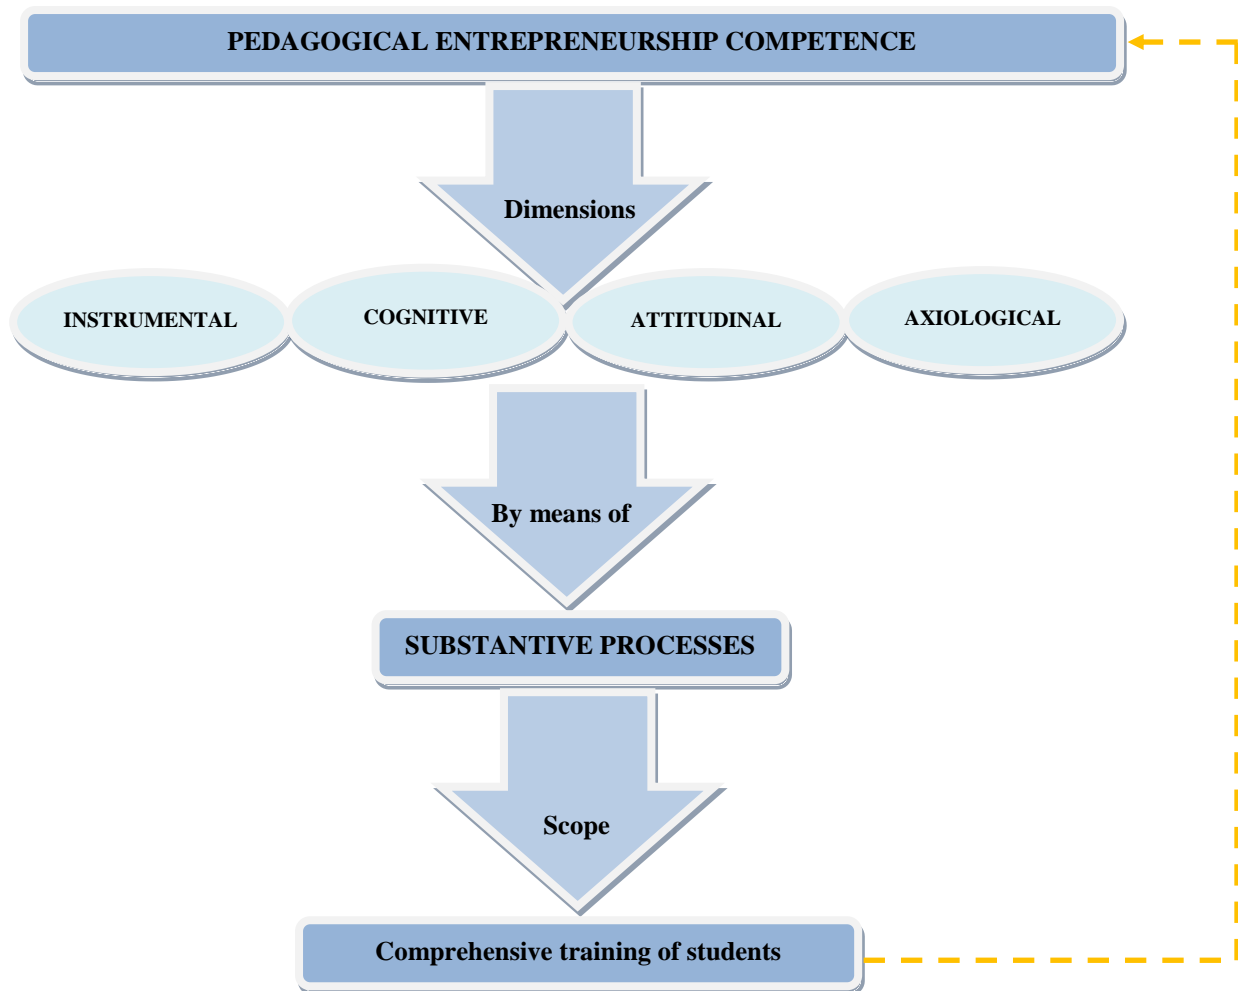 PEDAGOGICAL ENTREPRENEURSHIP COMPETENCE
Dimensions
INSTRUMENTAL
COGNITIVE
ATTITUDINAL
AXIOLOGICAL
By means of
SUBSTANTIVE PROCESSES
Scope
Comprehensive training of students